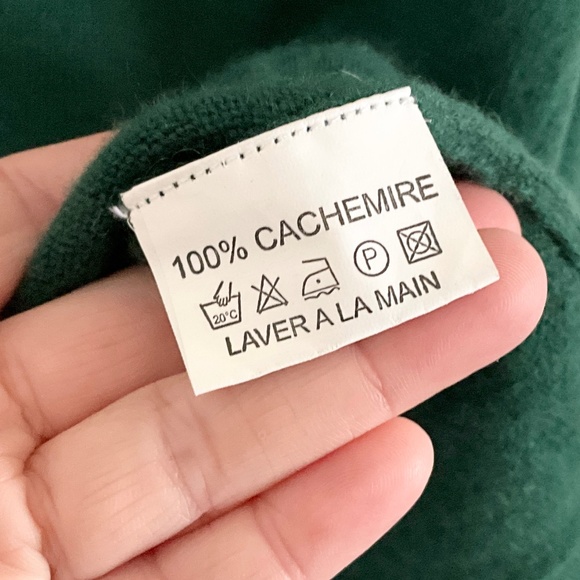 100% CACHEMIRE
20°C P
LAVER A LA MAIN